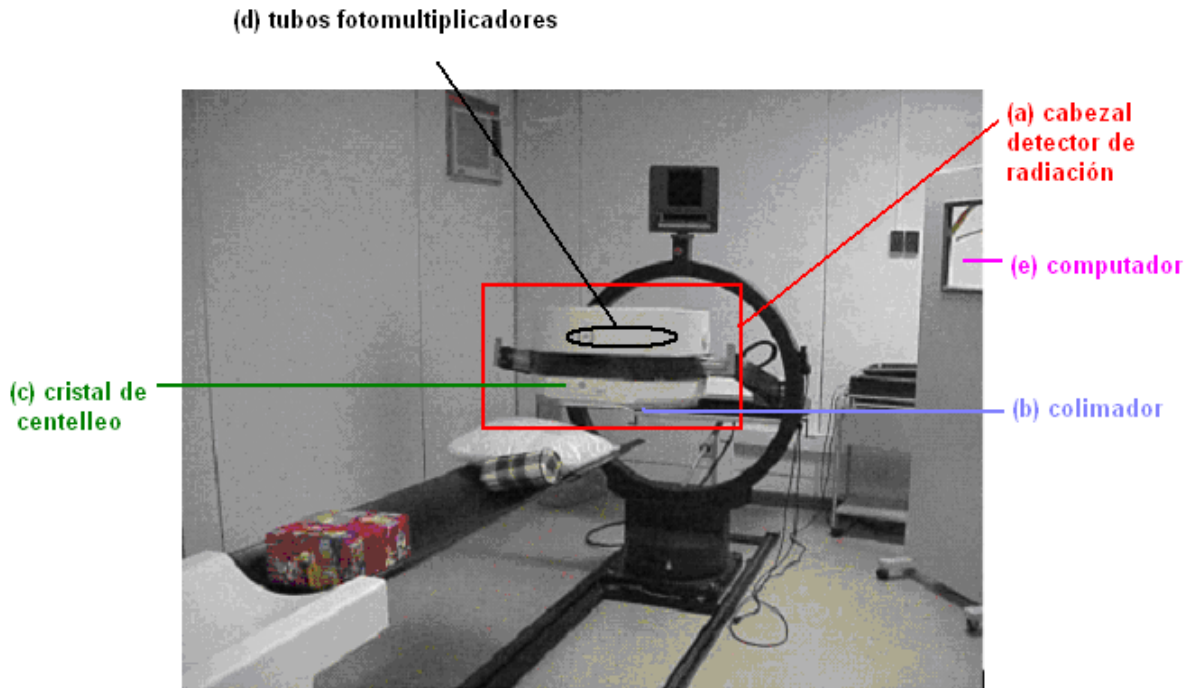 (d) tubos fotomultiplicadores
(a) cabezal
detector de
radiación
(e) computador
(c) cristal de
centelleo
(b) colimador